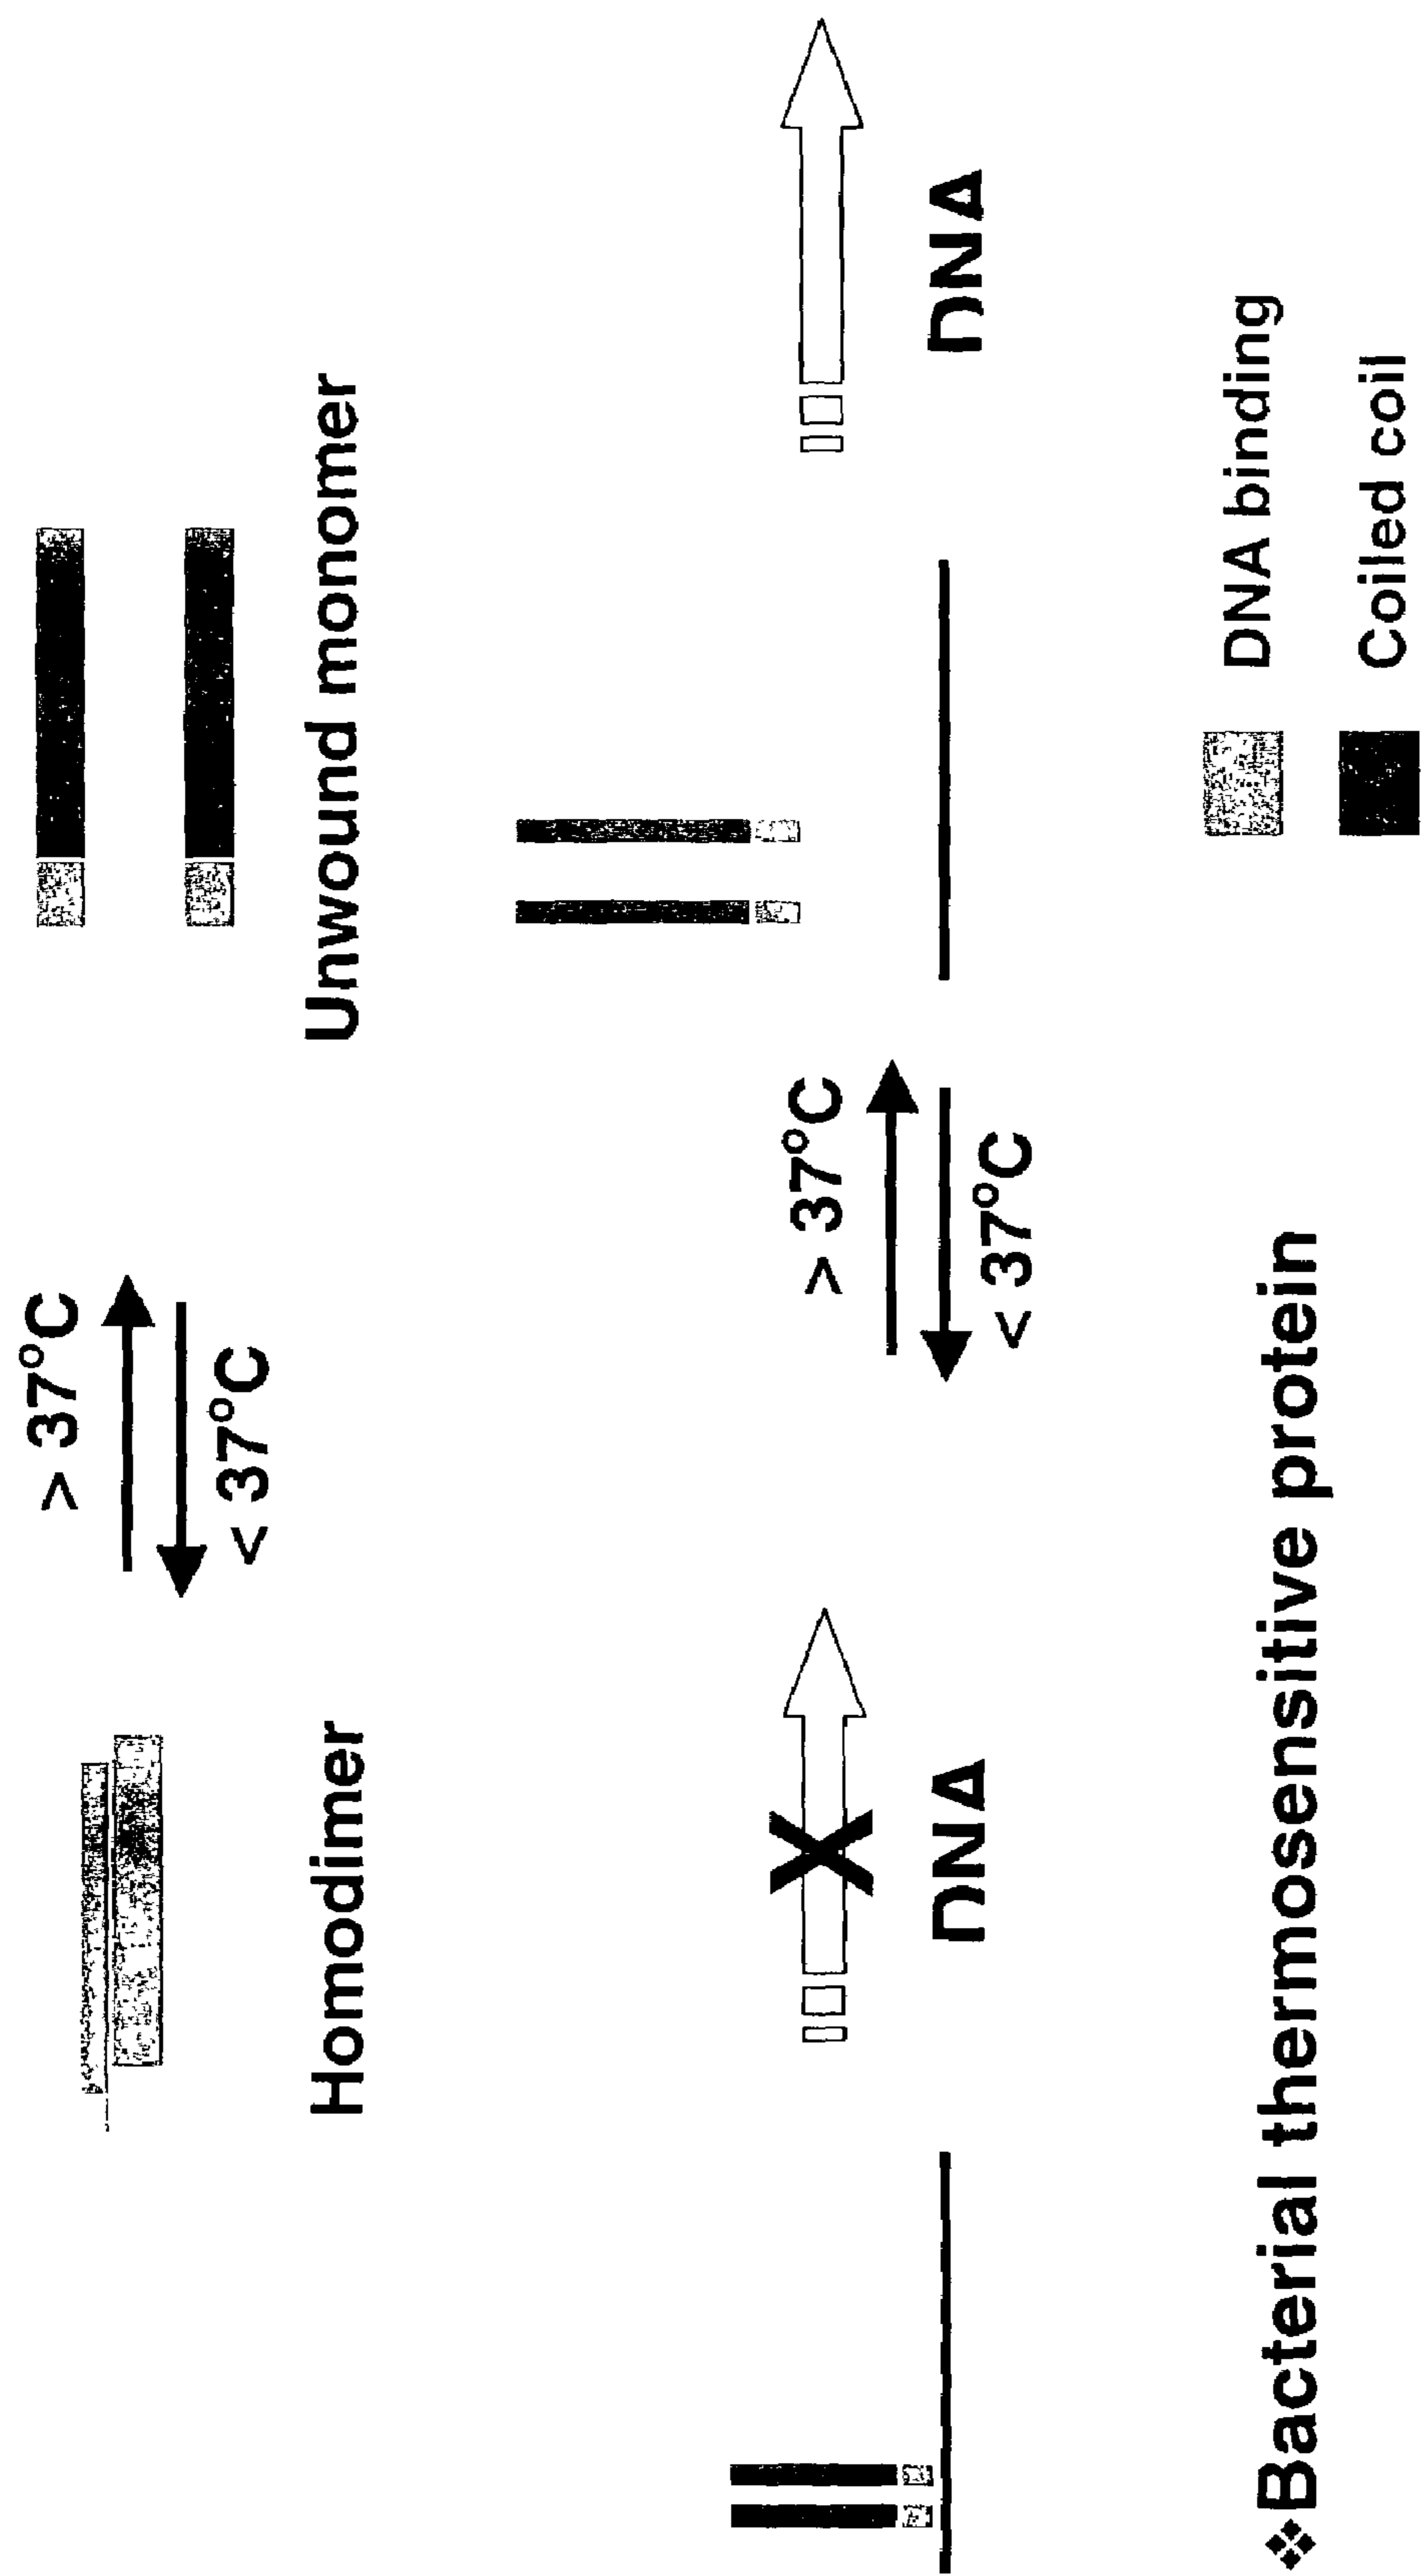 > 37°C
< 37°C
Homodimer
Unwound monomer
> 37°C
< 37°C
DNA
DNA
❖Bacterial thermosensitive protein
DNA binding
Coiled coil